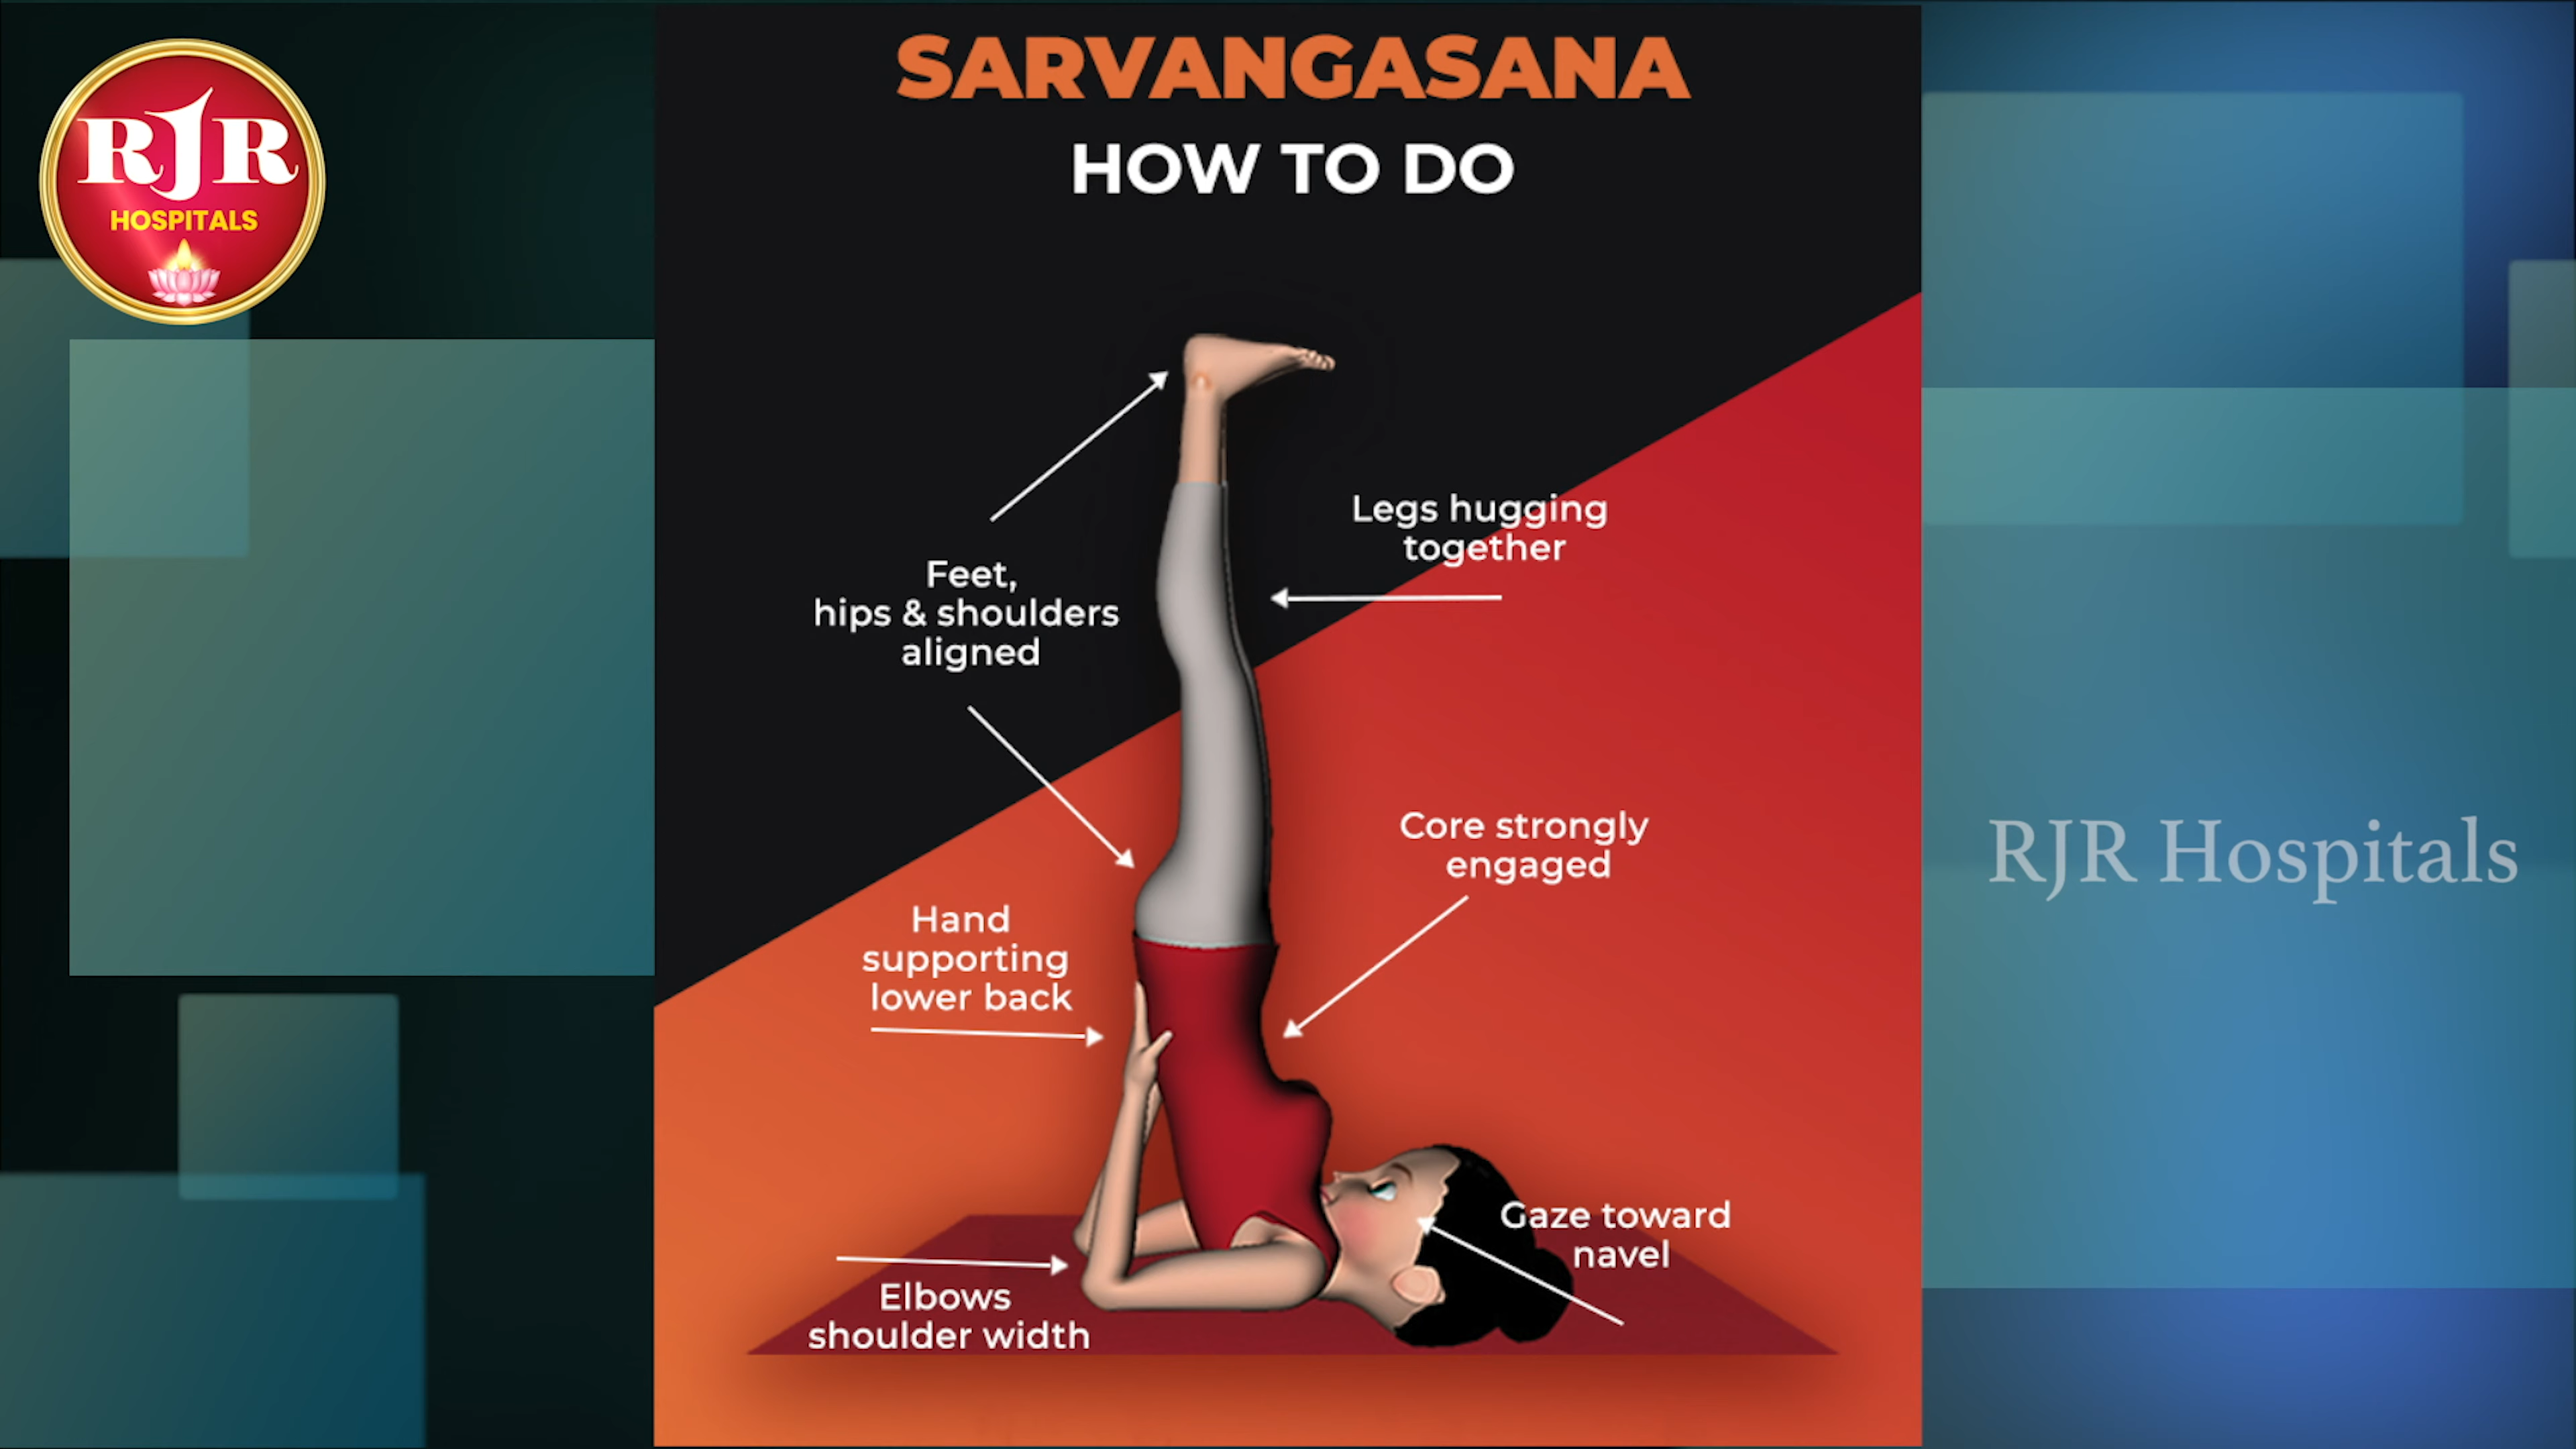 RJR
HOSPITALS
SARVANGASANA
HOW TO DO
Legs hugging
together
Feet,
hips & shoulders
aligned
Core strongly
engaged
Hand
supporting
lower back
RJR Hospitals
Gaze toward
navel
Elbows
shoulder width